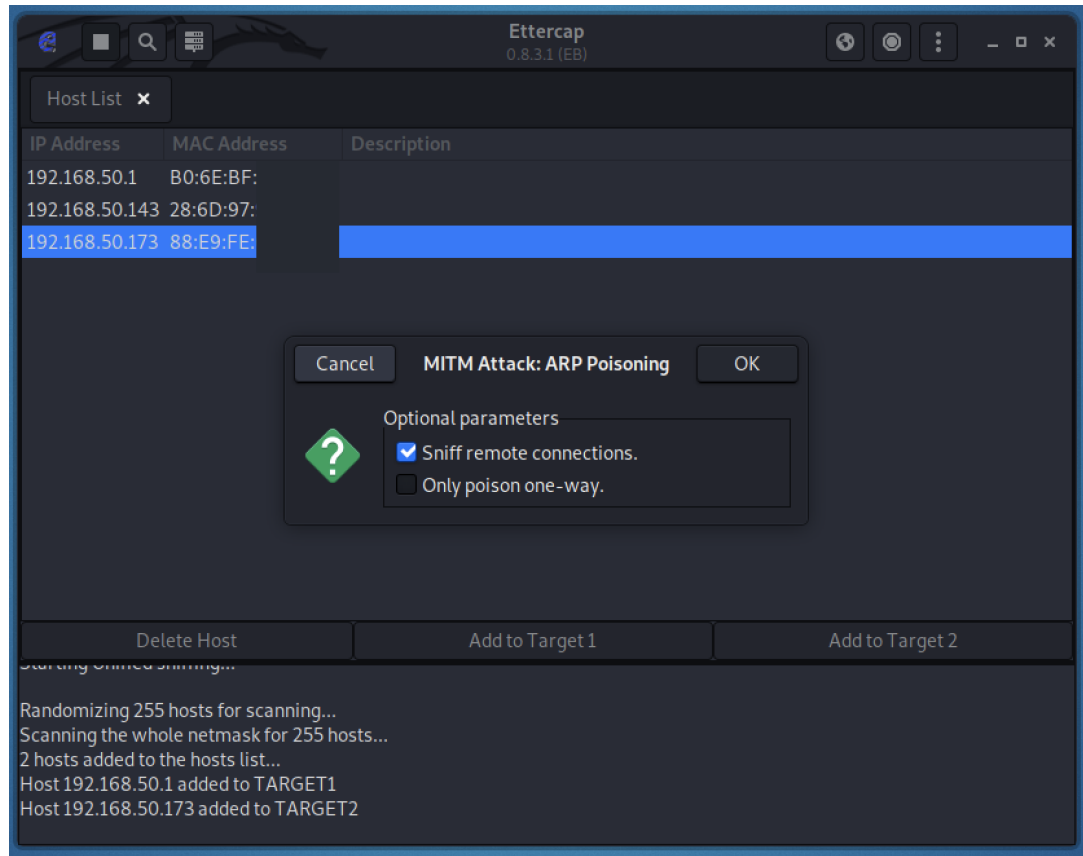 Ettercap
0.8.3.1 (EB)
Host List
IP Address MAC Address Description
192.168.50.1 B0:6E:BF:
192.168.50.143 28:6D:97:
192.168.50.173 88:E9:FE:
Cancel MITM Attack: ARP Poisoning OK
Optional parameters
Sniff remote connections.
Only poison one-way.
Delete Host Add to Target 1 Add to Target 2
Starting Unified sniffing...
Randomizing 255 hosts for scanning...
Scanning the whole netmask for 255 hosts...
2 hosts added to the hosts list...
Host 192.168.50.1 added to TARGET1
Host 192.168.50.173 added to TARGET2